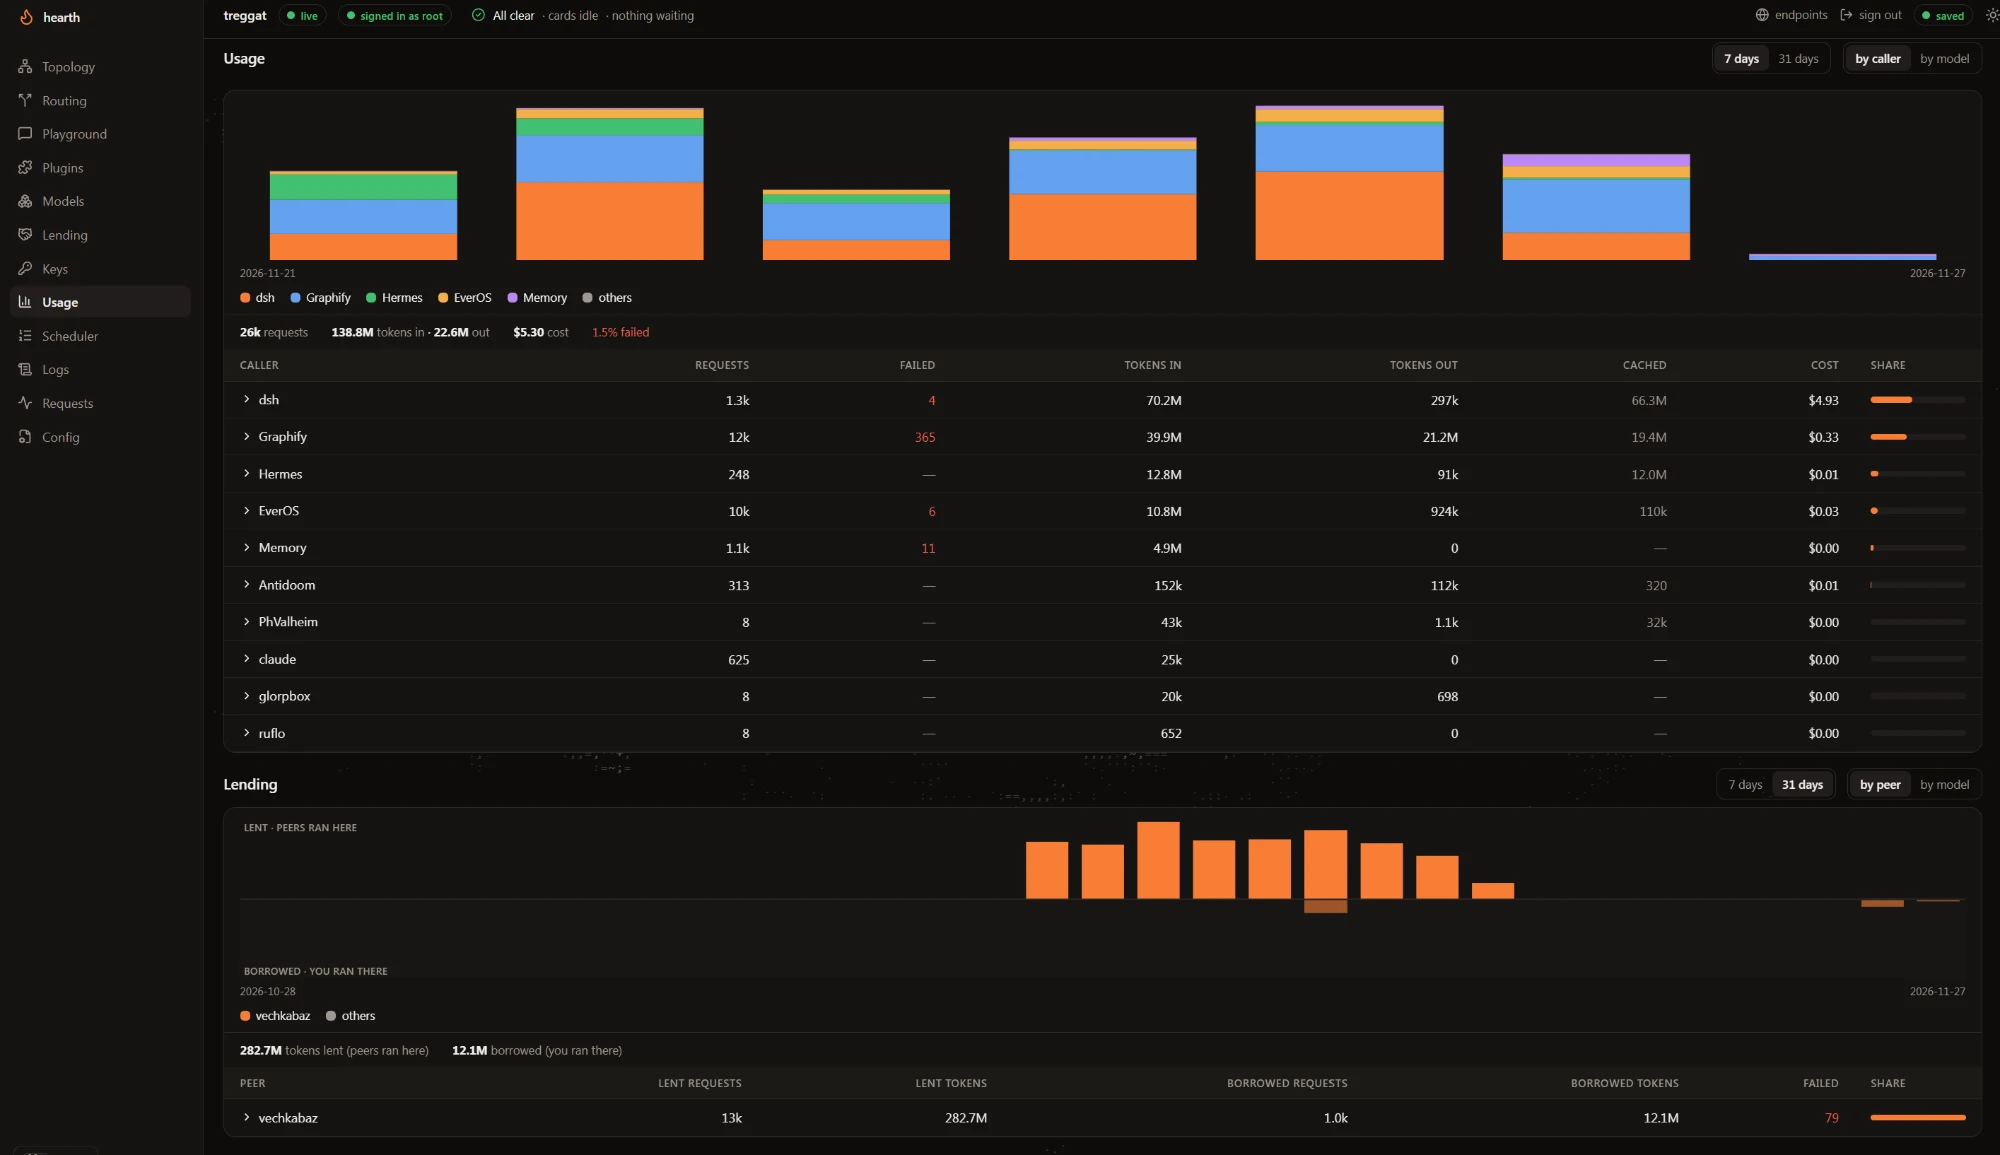 hearth
treggat live signed in as root All clear · cards idle · nothing waiting endpoints sign out saved
Topology
Routing
Playground
Plugins
Models
Lending
Keys
Usage
Scheduler
Logs
Requests
Config
Usage 7 days 31 days by caller by model
2026-11-21 2026-11-27
dsh Graphify Hermes EverOS Memory others
26k requests 138.8M tokens in · 22.6M out $5.30 cost 1.5% failed
CALLER REQUESTS FAILED TOKENS IN TOKENS OUT CACHED COST SHARE
dsh 1.3k 4 70.2M 297k 66.3M $4.93
Graphify 12k 365 39.9M 21.2M 19.4M $0.33
Hermes 248 — 12.8M 91k 12.0M $0.01
EverOS 10k 6 10.8M 924k 110k $0.03
Memory 1.1k 11 4.9M 0 — $0.00
Antidoom 313 — 152k 112k 320 $0.01
PhValheim 8 — 43k 1.1k 32k $0.00
claude 625 — 25k 0 — $0.00
glorpbox 8 — 20k 698 — $0.00
ruflo 8 — 652 0 — $0.00
Lending 7 days 31 days by peer by model
LENT · PEERS RAN HERE
BORROWED · YOU RAN THERE
2026-10-28 2026-11-27
vechkabaz others
282.7M tokens lent (peers ran here) 12.1M borrowed (you ran there)
PEER LENT REQUESTS LENT TOKENS BORROWED REQUESTS BORROWED TOKENS FAILED SHARE
vechkabaz 13k 282.7M 1.0k 12.1M 79